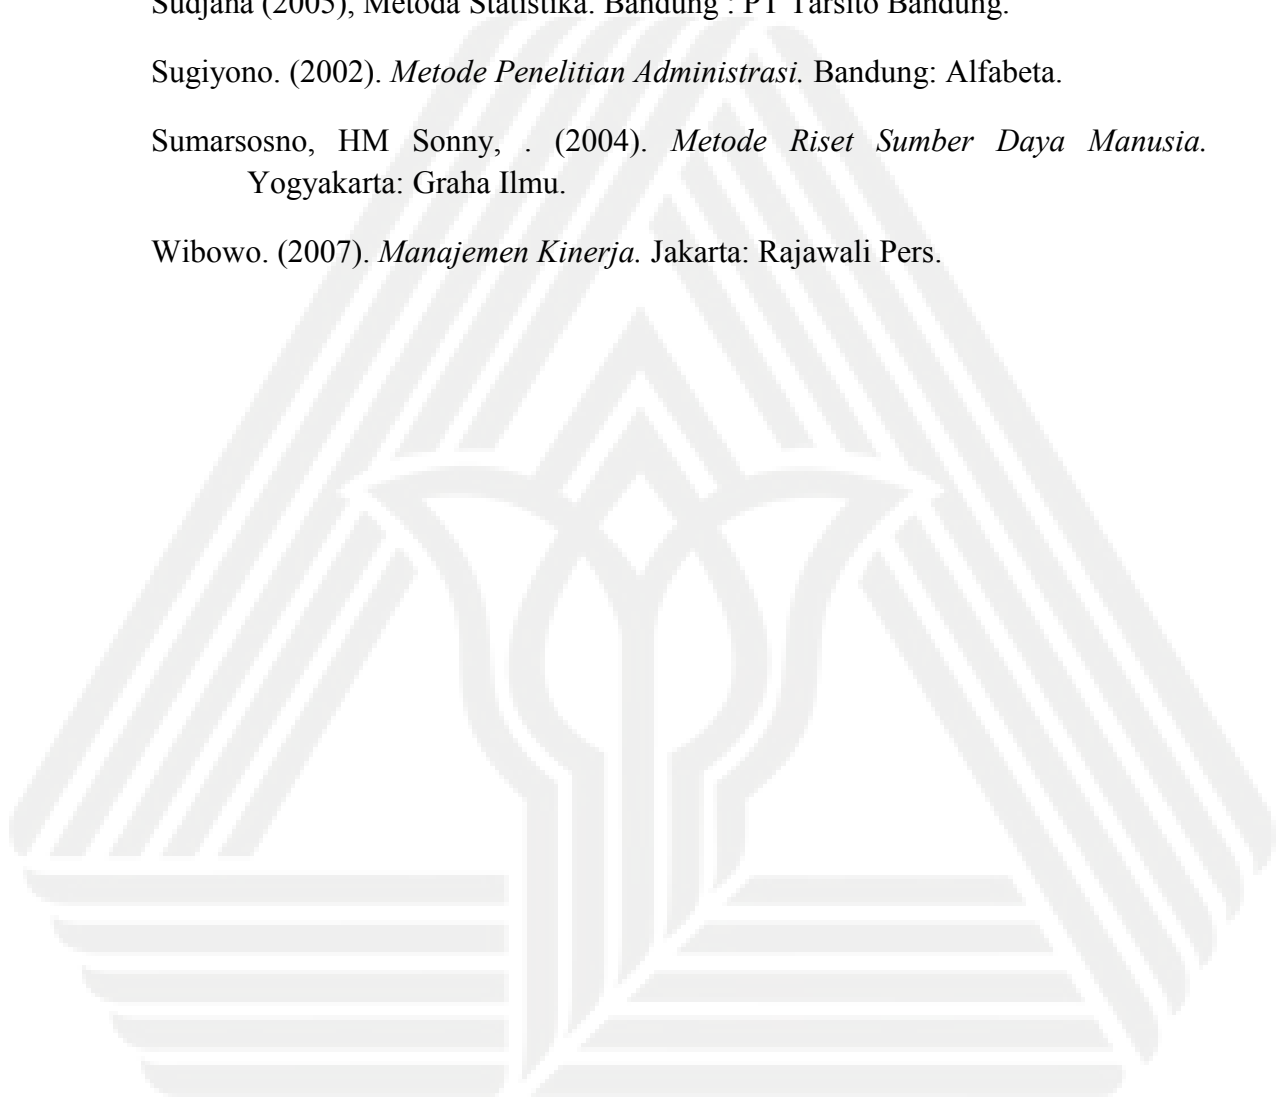 Sudjana (2005), Metoda Statistika. Bandung : PT Tarsito Bandung.
Sugiyono. (2002). Metode Penelitian Administrasi. Bandung: Alfabeta.
Sumarsosno, HM Sonny, . (2004). Metode Riset Sumber Daya Manusia.
Yogyakarta: Graha Ilmu.
Wibowo. (2007). Manajemen Kinerja. Jakarta: Rajawali Pers.